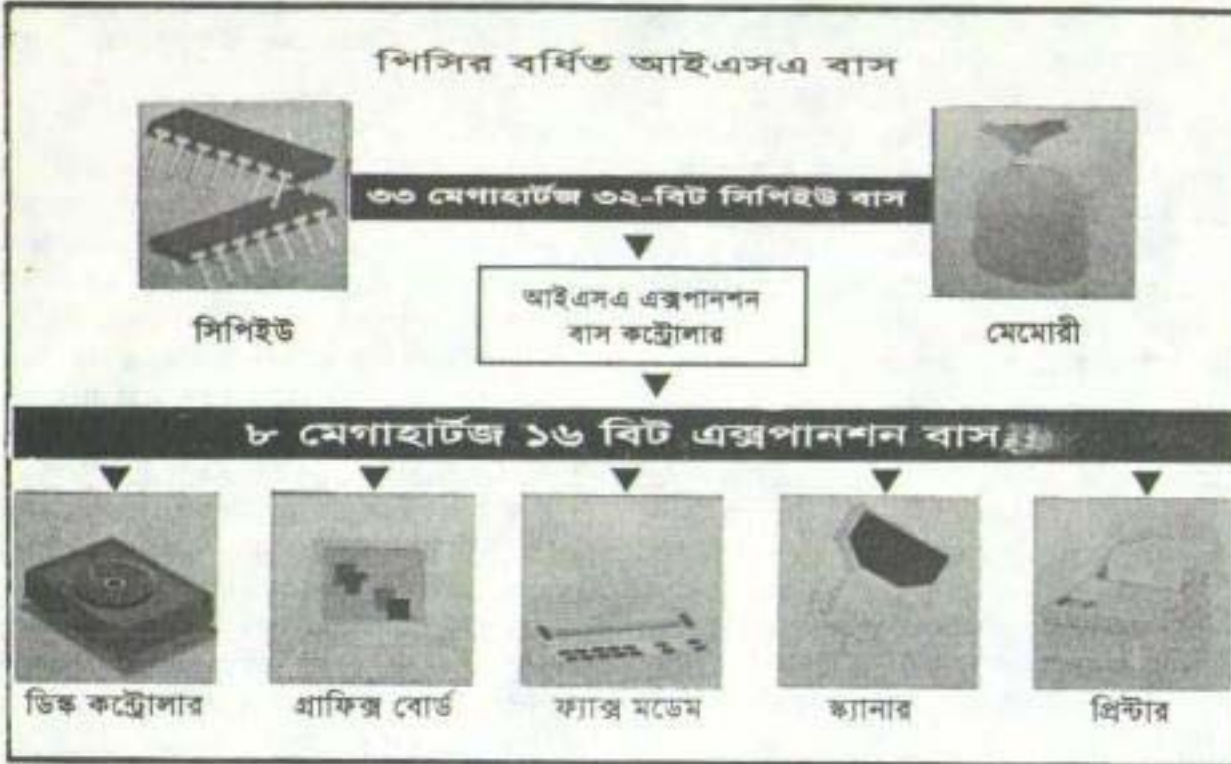 পিসির বর্ধিত আইএসএ বাস
৩৩ মেগাহার্টজ ৩২-বিট সিপিইউ বাস
আইএসএ এক্সপানশন
বাস কন্ট্রোলার
সিপিইউ
মেমোরী
৮ মেগাহার্টজ ১৬ বিট এক্সপানশন বাস
ডিস্ক কন্ট্রোলার
গ্রাফিক্স বোর্ড
ফ্যাক্স মডেম
স্ক্যানার
প্রিন্টার